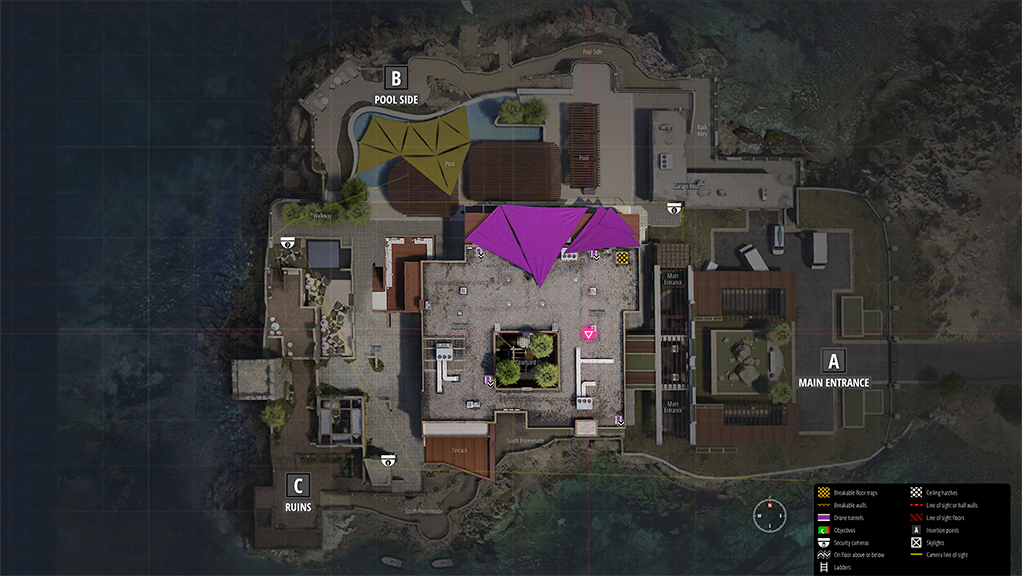 Pool Side
B
POOL SIDE
Back
Alley
Pool
Pool
Garage Roof
Walkway
Main
Entrance
Courtyard
A
MAIN ENTRANCE
Main
Entrance
South Promenade
Terrace
C
RUINS
South Promenade
N
W
E
S
Breakable floor traps
Breakable walls
Drone tunnels
C
Objectives
Security cameras
On floor above or below
Ladders
Ceiling hatches
Line of sight or half walls
Line of sight floors
A
Insertion points
Skylights
Camera line of sight